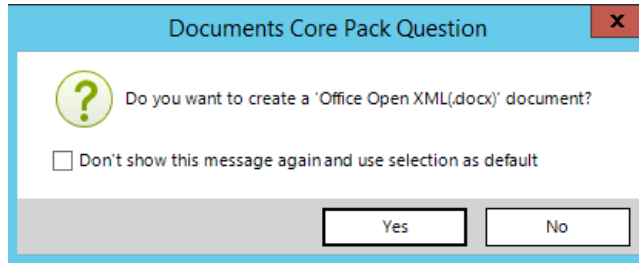 Documents Core Pack Question
x
Do you want to create a 'Office Open XML(.docx)' document?
Don't show this message again and use selection as default
Yes
No